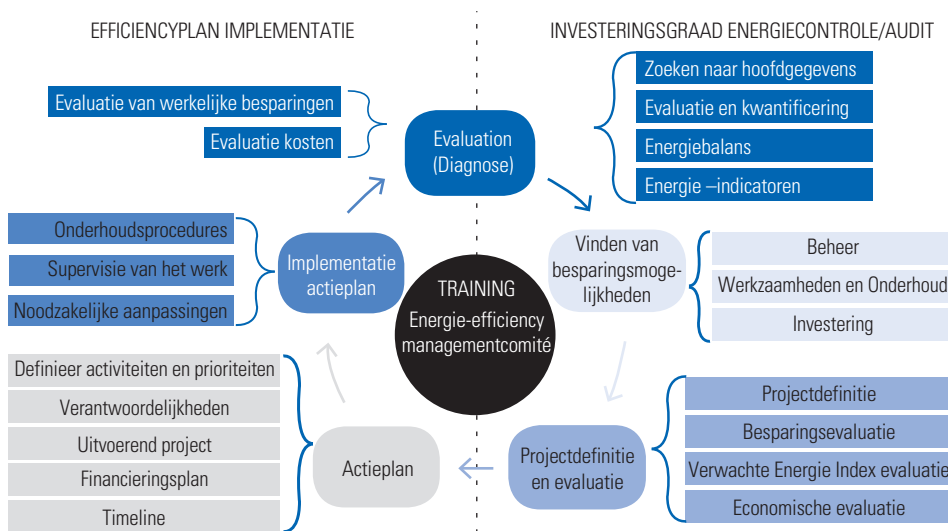 EFFICIENCYPLAN IMPLEMENTATIE
INVESTERINGSGRAAD ENERGIECONTROLE/AUDIT
Evaluatie van werkelijke besparingen
Evaluatie kosten
Evaluation
(Diagnose)
Zoeken naar hoofdgegevens
Evaluatie en kwantificering
Energiebalans
Energie –indicatoren
Onderhoudsprocedures
Supervisie van het werk
Noodzakelijke aanpassingen
Implementatie
actieplan
TRAINING
Energie-efficiency
managementcomité
Vinden van
besparingsmoge-
lijkheden
Beheer
Werkzaamheden en Onderhoud
Investering
Definieer activiteiten en prioriteiten
Verantwoordelijkheden
Uitvoerend project
Financieringsplan
Timeline
Actieplan
Projectdefinitie
en evaluatie
Projectdefinitie
Besparingsevaluatie
Verwachte Energie Index evaluatie
Economische evaluatie